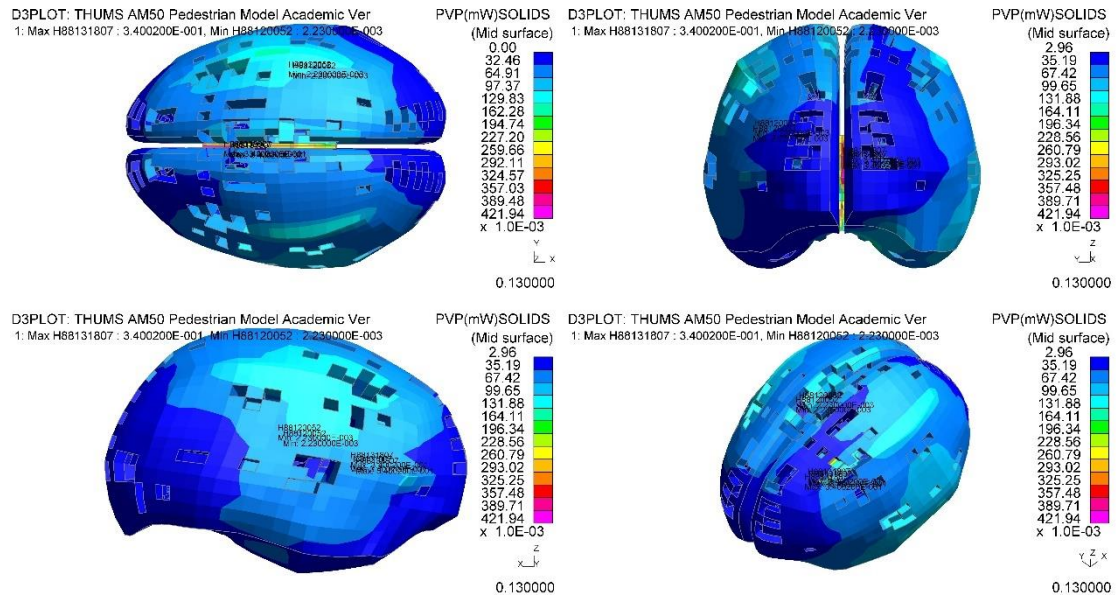 D3PLOT: THUMS AM50 Pedestrian Model Academic Ver
1: Max H88131807 : 3.400200E-001, Min H88120052 : 2.230000E-003
PVP(mW)SOLIDS
(Mid surface)
0.00
32.46
64.91
97.37
129.83
162.28
194.74
227.20
259.66
292.11
324.57
357.03
389.48
421.94
x 1.0E-03
Y
Z X
0.130000
D3PLOT: THUMS AM50 Pedestrian Model Academic Ver
1: Max H88131807 : 3.400200E-001, Min H88120052 : 2.230000E-003
PVP(mW)SOLIDS
(Mid surface)
2.96
35.19
67.42
99.65
131.88
164.11
196.34
228.56
260.79
293.02
325.25
357.48
389.71
421.94
x 1.0E-03
Z
Y X
0.130000
D3PLOT: THUMS AM50 Pedestrian Model Academic Ver
1: Max H88131807 : 3.400200E-001, Min H88120052 : 2.230000E-003
PVP(mW)SOLIDS
(Mid surface)
2.96
35.19
67.42
99.65
131.88
164.11
196.34
228.56
260.79
293.02
325.25
357.48
389.71
421.94
x 1.0E-03
H88120052
H88120052
Min: 2.230000E-003
Z
X Y
0.130000
D3PLOT: THUMS AM50 Pedestrian Model Academic Ver
1: Max H88131807 : 3.400200E-001, Min H88120052 : 2.230000E-003
PVP(mW)SOLIDS
(Mid surface)
2.96
35.19
67.42
99.65
131.88
164.11
196.34
228.56
260.79
293.02
325.25
357.48
389.71
421.94
x 1.0E-03
Z
Y X
0.130000